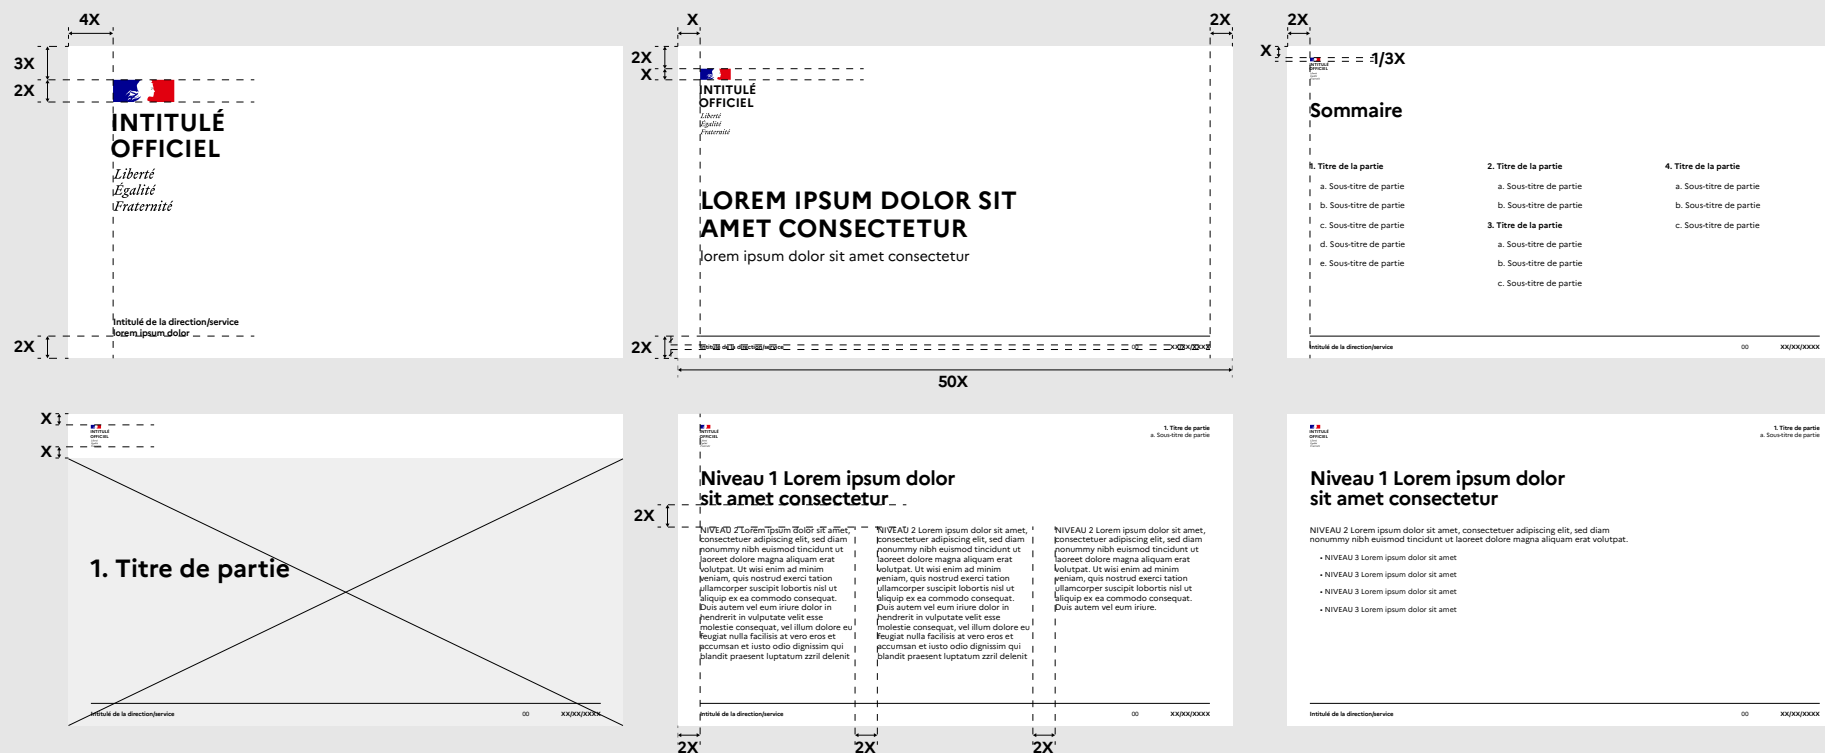 4X
3X
2X
INTITULÉ
OFFICIEL
Liberté
Égalité
Fraternité
Intitulé de la direction/service
lorem ipsum dolor
2X
X
2X
2X
X
INTITULÉ
OFFICIEL
Liberté
Égalité
Fraternité
LOREM IPSUM DOLOR SIT
AMET CONSECTETUR
lorem ipsum dolor sit amet consectetur
2X
Intitulé de la direction/service
00
XX/XX/XXXX
50X
2X
X
1/3X
INTITULÉ
OFFICIEL
Sommaire
1. Titre de la partie
a. Sous-titre de partie
b. Sous-titre de partie
c. Sous-titre de partie
d. Sous-titre de partie
e. Sous-titre de partie
2. Titre de la partie
a. Sous-titre de partie
b. Sous-titre de partie
3. Titre de la partie
a. Sous-titre de partie
b. Sous-titre de partie
c. Sous-titre de partie
4. Titre de la partie
a. Sous-titre de partie
b. Sous-titre de partie
c. Sous-titre de partie
Intitulé de la direction/service
00
XX/XX/XXXX
X
X
INTITULÉ
OFFICIEL
1. Titre de partie
Intitulé de la direction/service
00
XX/XX/XXXX
INTITULÉ
OFFICIEL
1. Titre de partie
a. Sous-titre de partie
Niveau 1 Lorem ipsum dolor
sit amet consectetur
2X
NIVEAU 2 Lorem ipsum dolor sit amet,
consectetuer adipiscing elit, sed diam
nonummy nibh euismod tincidunt ut
laoreet dolore magna aliquam erat
volutpat. Ut wisi enim ad minim
veniam, quis nostrud exerci tation
ullamcorper suscipit lobortis nisl ut
aliquip ex ea commodo consequat.
Duis autem vel eum iriure dolor in
hendrerit in vulputate velit esse
molestie consequat, vel illum dolore eu
feugiat nulla facilisis at vero eros et
accumsan et iusto odio dignissim qui
blandit praesent luptatum zzril delenit
NIVEAU 2 Lorem ipsum dolor sit amet,
consectetuer adipiscing elit, sed diam
nonummy nibh euismod tincidunt ut
laoreet dolore magna aliquam erat
volutpat. Ut wisi enim ad minim
veniam, quis nostrud exerci tation
ullamcorper suscipit lobortis nisl ut
aliquip ex ea commodo consequat.
Duis autem vel eum iriure dolor in
hendrerit in vulputate velit esse
molestie consequat, vel illum dolore eu
feugiat nulla facilisis at vero eros et
accumsan et iusto odio dignissim qui
blandit praesent luptatum zzril delenit
NIVEAU 2 Lorem ipsum dolor sit amet,
consectetuer adipiscing elit, sed diam
nonummy nibh euismod tincidunt ut
laoreet dolore magna aliquam erat
volutpat. Ut wisi enim ad minim
veniam, quis nostrud exerci tation
ullamcorper suscipit lobortis nisl ut
aliquip ex ea commodo consequat.
Duis autem vel eum iriure.
Intitulé de la direction/service
00
XX/XX/XXXX
2X
2X
2X
INTITULÉ
OFFICIEL
1. Titre de partie
a. Sous-titre de partie
Niveau 1 Lorem ipsum dolor
sit amet consectetur
NIVEAU 2 Lorem ipsum dolor sit amet, consectetuer adipiscing elit, sed diam
nonummy nibh euismod tincidunt ut laoreet dolore magna aliquam erat volutpat.
• NIVEAU 3 Lorem ipsum dolor sit amet
• NIVEAU 3 Lorem ipsum dolor sit amet
• NIVEAU 3 Lorem ipsum dolor sit amet
• NIVEAU 3 Lorem ipsum dolor sit amet
Intitulé de la direction/service
00
XX/XX/XXXX